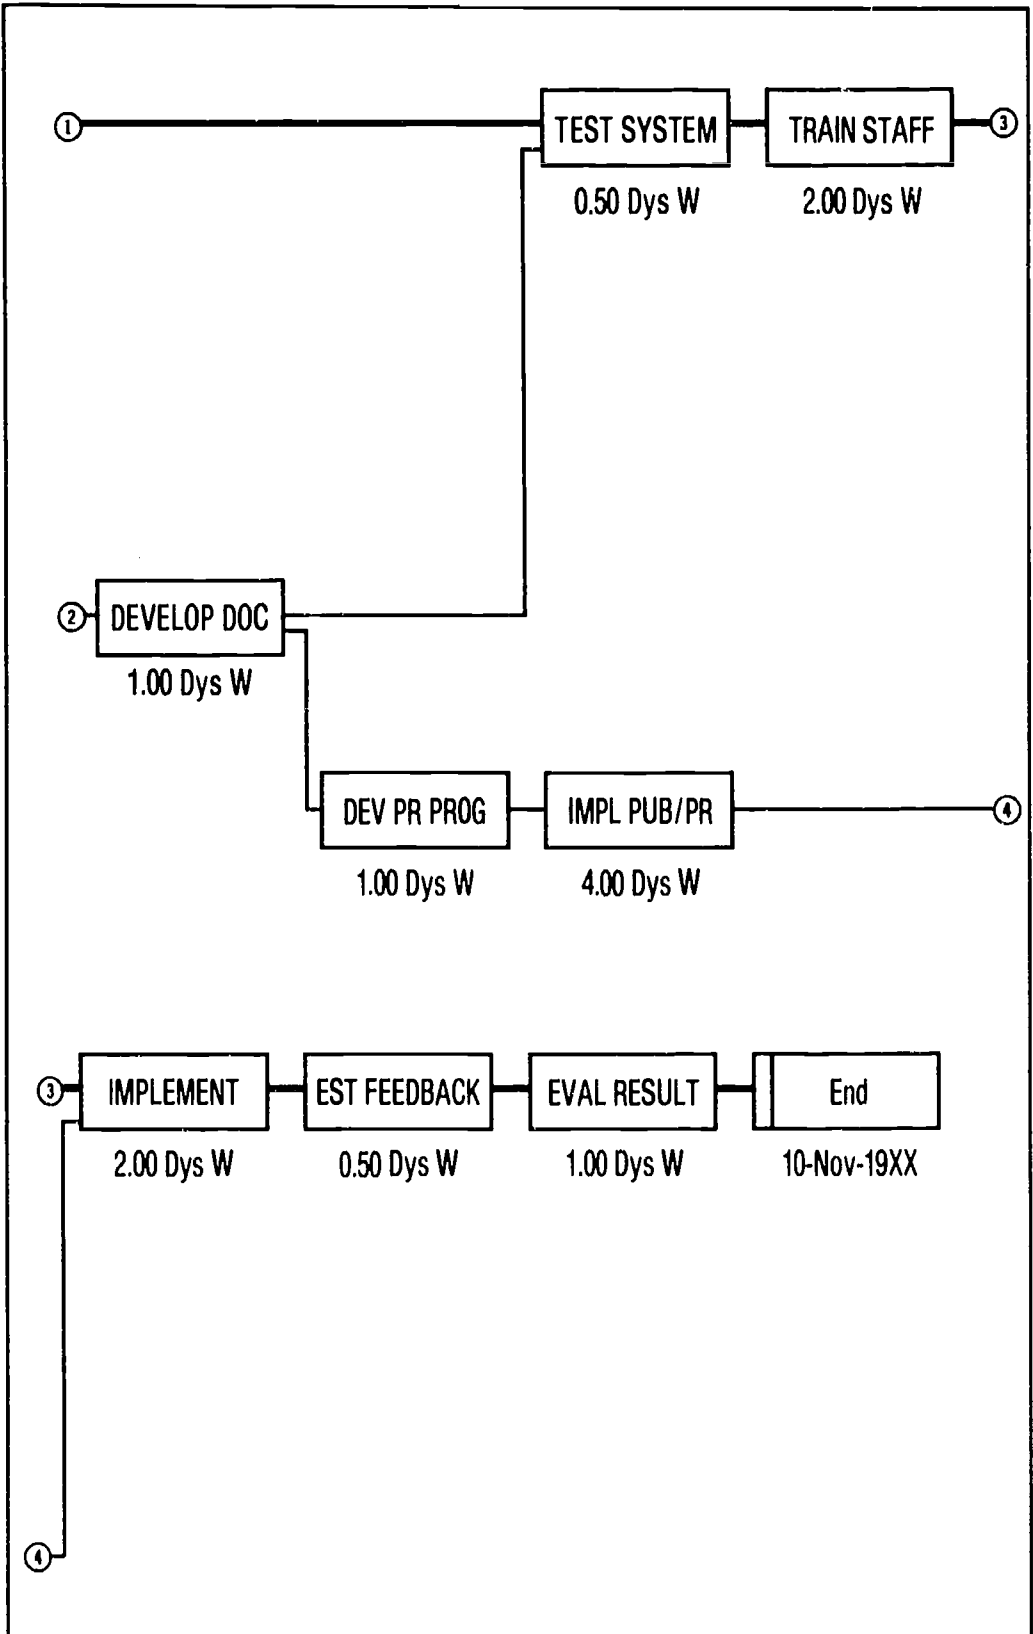 1
TEST SYSTEM
TRAIN STAFF
3
0.50 Dys W
2.00 Dys W
2
DEVELOP DOC
1.00 Dys W
DEV PR PROG
IMPL PUB/PR
4
1.00 Dys W
4.00 Dys W
3
IMPLEMENT
EST FEEDBACK
EVAL RESULT
End
2.00 Dys W
0.50 Dys W
1.00 Dys W
10-Nov-19XX
4